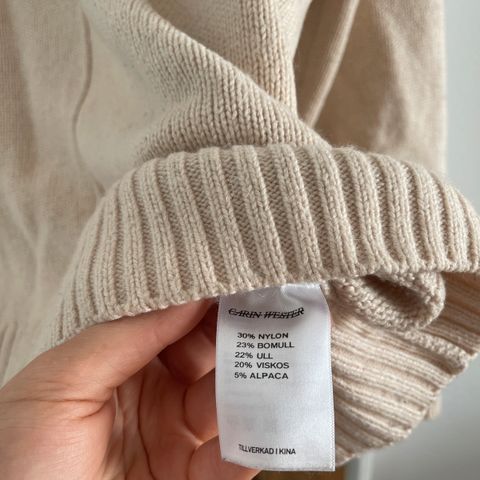 CARIN WESTER
30% NYLON
23% BOMULL
22% ULL
20% VISKOS
5% ALPACA
TILLVERKAD I KINA